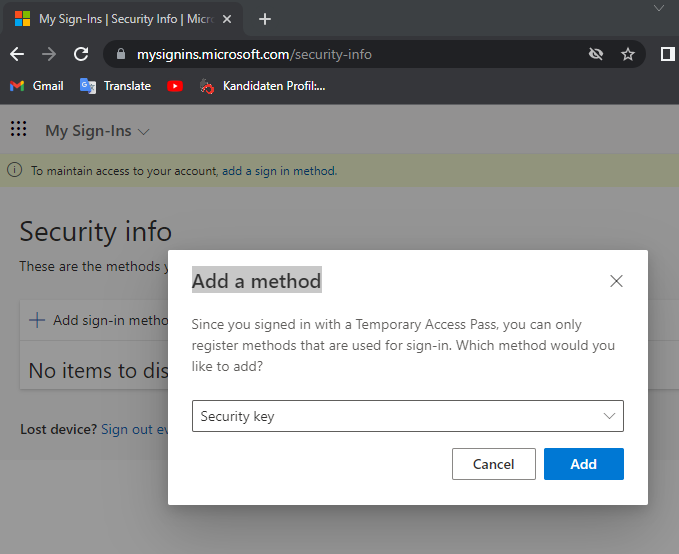 My Sign-Ins | Security Info | Micr
mysignins.microsoft.com/security-info
Gmail
Translate
Kandidaten Profil:...
My Sign-Ins
To maintain access to your account, add a sign in method.
Security info
These are the methods y
Add sign-in metho
No items to dis
Lost device? Sign out ev
Add a method
Since you signed in with a Temporary Access Pass, you can only
register methods that are used for sign-in. Which method would you
like to add?
Security key
Cancel
Add